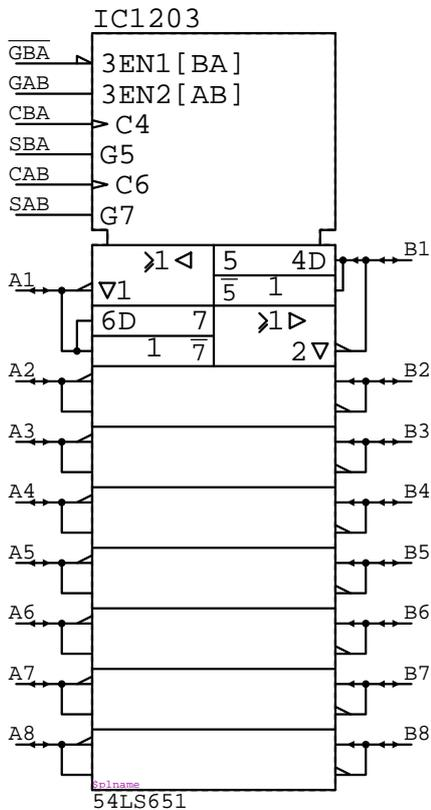 IC1203
GBA
3EN1[BA]
GAB
3EN2[AB]
CBA
C4
SBA
G5
CAB
C6
SAB
G7
A1
B1
≥1 ◁ 5 4D
▽1 5 1
6D 7 ≥1 ▷
1 7 2 ▽
A2 B2
A3 B3
A4 B4
A5 B5
A6 B6
A7 B7
A8 B8
$plname
54LS651